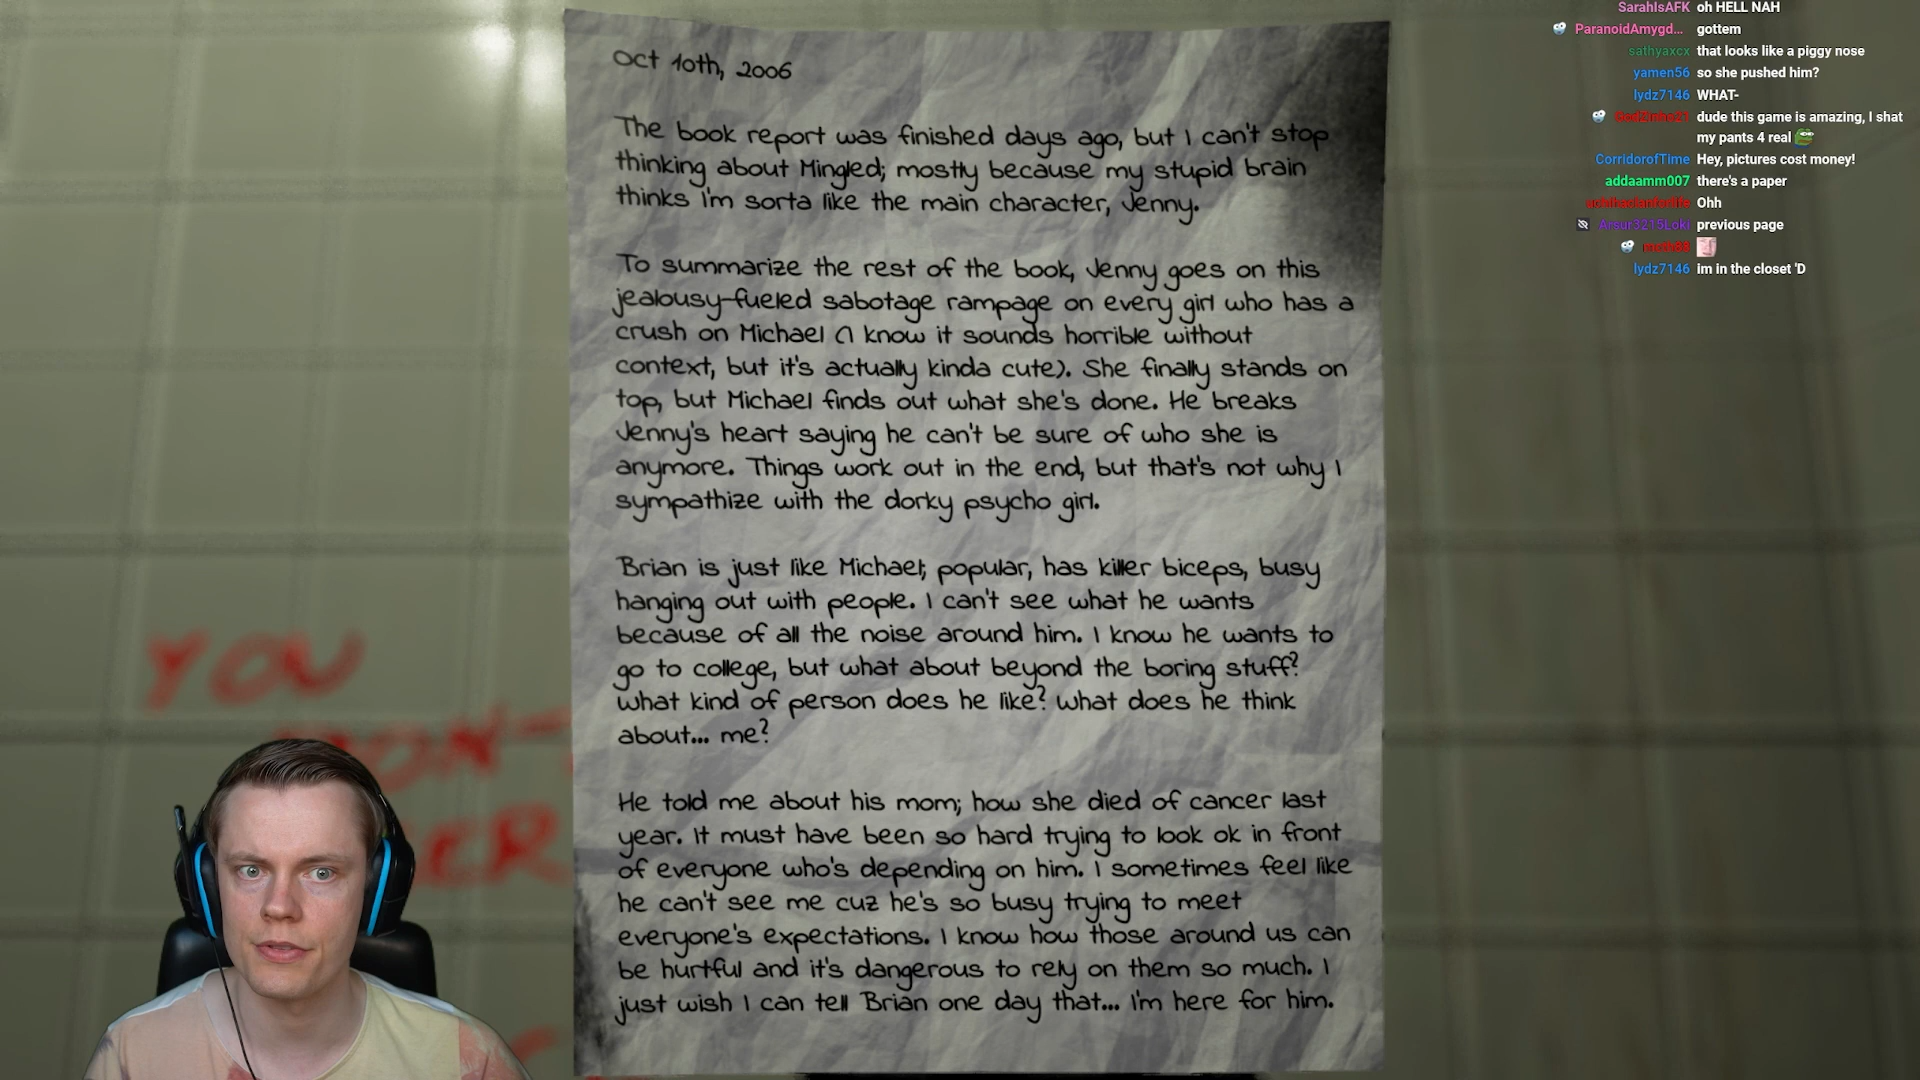 Oct 10th, 2006
The book report was finished days ago, but I can't stop
thinking about Mingled; mostly because my stupid brain
thinks I'm sorta like the main character, Jenny.
To summarize the rest of the book, Jenny goes on this
jealousy-fueled sabotage rampage on every girl who has a
crush on Michael (I know it sounds horrible without
context, but it's actually kinda cute). She finally stands on
top, but Michael finds out what she's done. He breaks
Jenny's heart saying he can't be sure of who she is
anymore. Things work out in the end, but that's not why I
sympathize with the dorky psycho girl.
Brian is just like Michael; popular, has killer biceps, busy
hanging out with people. I can't see what he wants
because of all the noise around him. I know he wants to
go to college, but what about beyond the boring stuff?
What kind of person does he like? What does he think
about... me?
He told me about his mom; how she died of cancer last
year. It must have been so hard trying to look ok in front
of everyone who's depending on him. I sometimes feel like
he can't see me cuz he's so busy trying to meet
everyone's expectations. I know how those around us can
be hurtful and it's dangerous to rely on them so much. I
just wish I can tell Brian one day that... I'm here for him.
YOU
SarahIsAFK oh HELL NAH
ParanoidAmygd... gottem
sathyaxcx that looks like a piggy nose
yamen56 so she pushed him?
lydz7146 WHAT-
dude this game is amazing, I shat
my pants 4 real
CorridorofTime Hey, pictures cost money!
addaamm007 there's a paper
Ohh
Arsur3215Loki previous page
lydz7146 im in the closet 'D